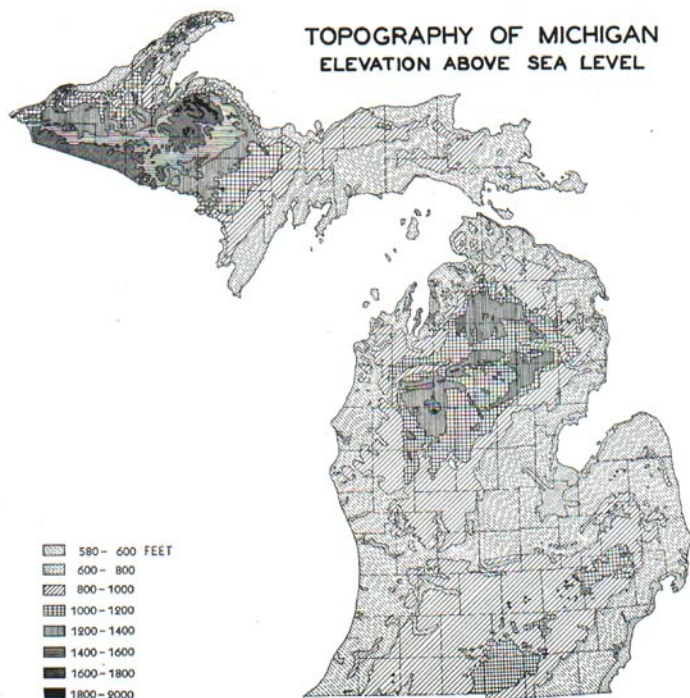 TOPOGRAPHY OF MICHIGAN
ELEVATION ABOVE SEA LEVEL
580 - 600 FEET
600 - 800
800 - 1000
1000 - 1200
1200 - 1400
1400 - 1600
1600 - 1800
1800 - 2000